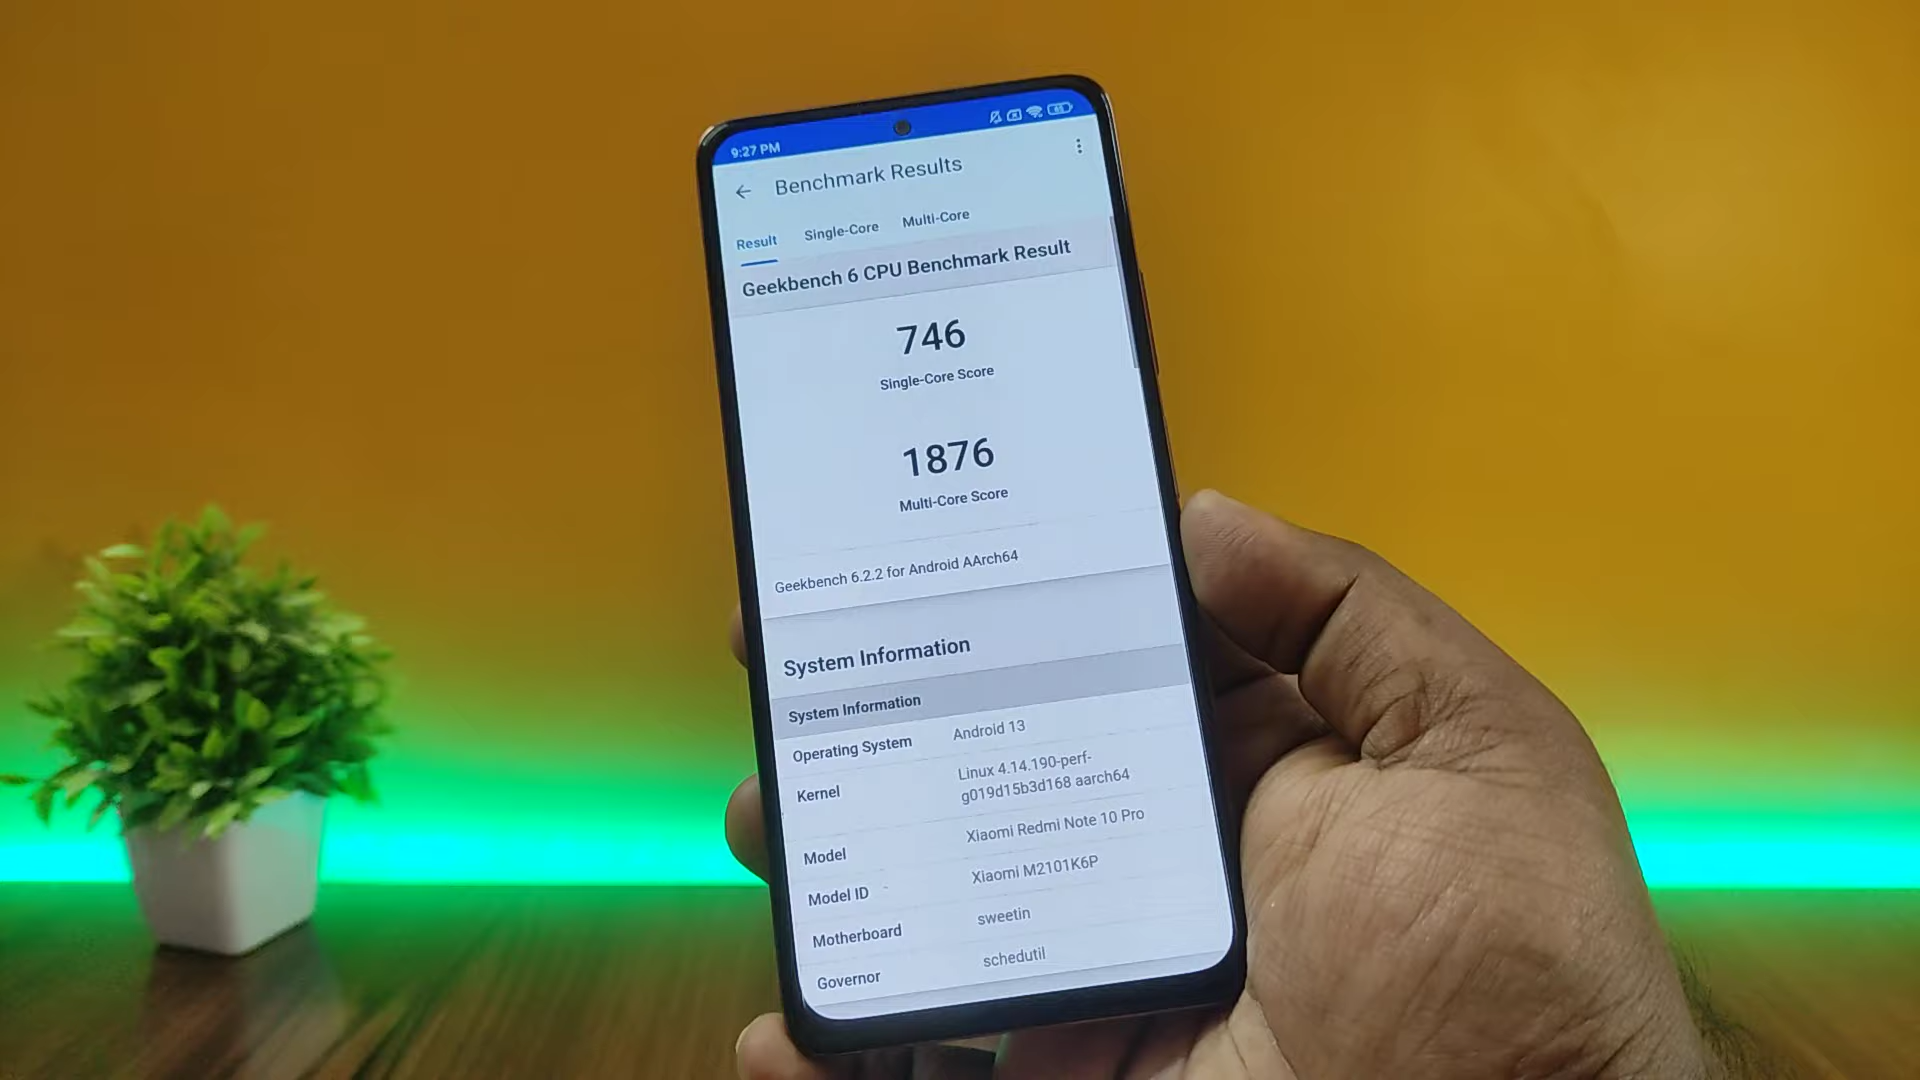 9:27 PM
Benchmark Results
Result Single-Core Multi-Core
Geekbench 6 CPU Benchmark Result
746
Single-Core Score
1876
Multi-Core Score
Geekbench 6.2.2 for Android AArch64
System Information
System Information
Operating System Android 13
Kernel Linux 4.14.190-perf-
g019d15b3d168 aarch64
Model Xiaomi Redmi Note 10 Pro
Model ID Xiaomi M2101K6P
Motherboard sweetin
Governor schedutil